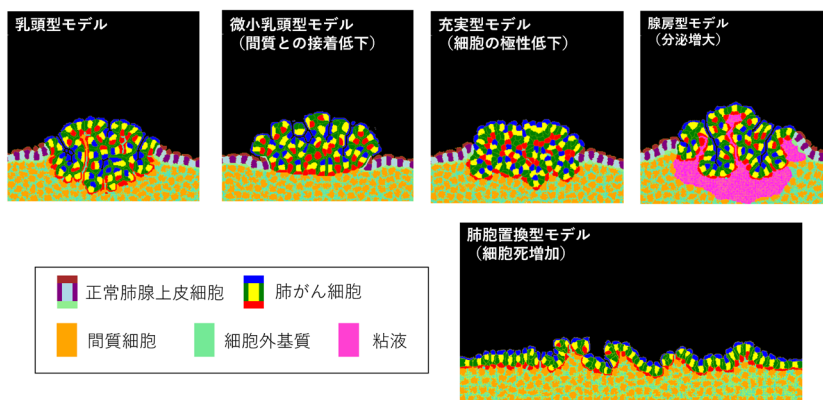 乳頭型モデル
微小乳頭型モデル
（間質との接着低下）
充実型モデル
（細胞の極性低下）
腺房型モデル
（分泌増大）
肺胞置換型モデル
（細胞死増加）
正常肺腺上皮細胞
肺がん細胞
間質細胞
細胞外基質
粘液